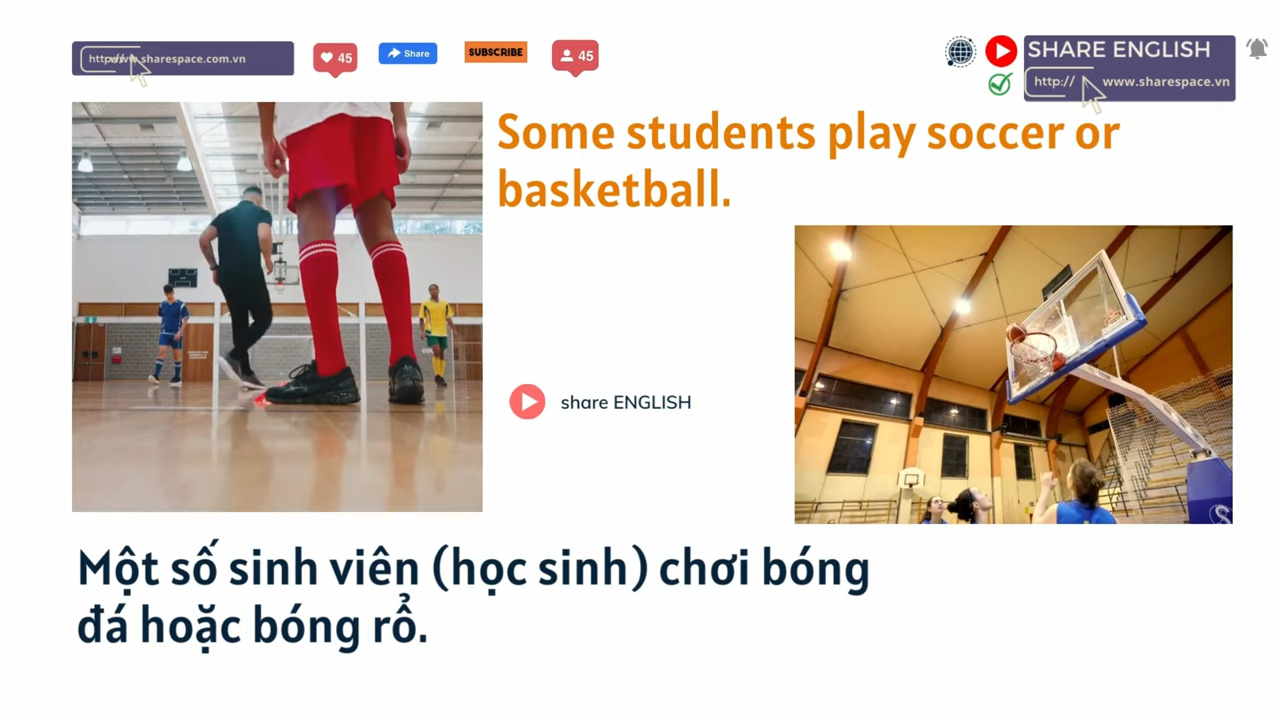 www.sharespace.com.vn
45
Share
SUBSCRIBE
45
SHARE ENGLISH
http://
www.sharespace.vn
Some students play soccer or
basketball.
share ENGLISH
Một số sinh viên (học sinh) chơi bóng
đá hoặc bóng rổ.